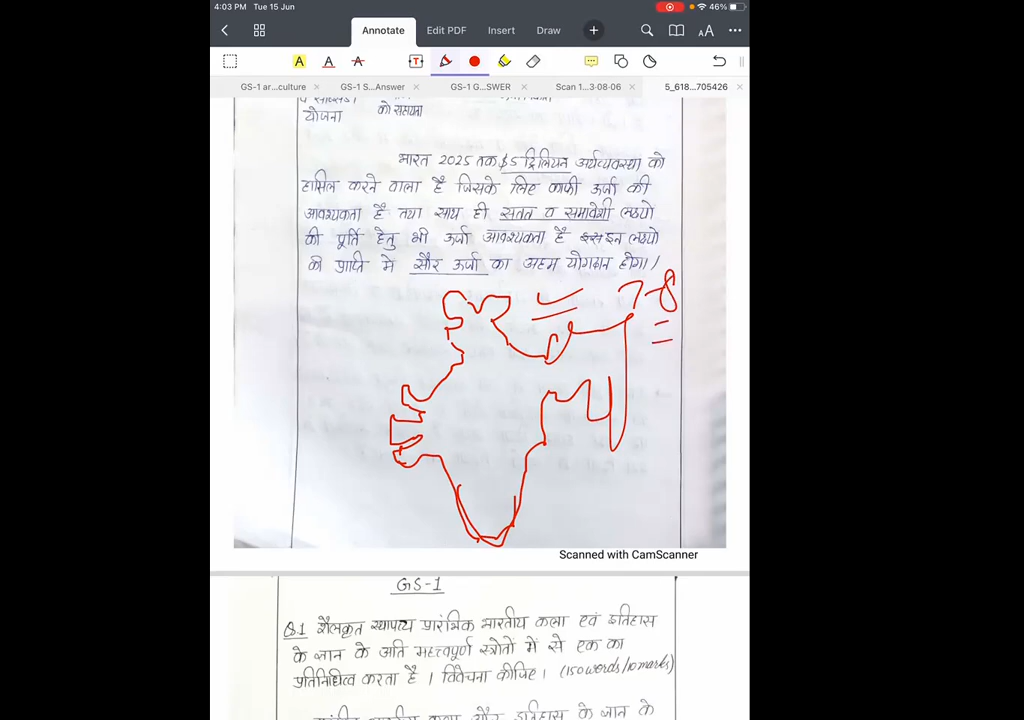 4:03 PM Tue 15 Jun
46%
Annotate Edit PDF Insert Draw
GS-1 ar...culture GS-1 S...Answer GS-1 G...SWER Scan 1...3-08-06 5_618...705426
योजना
भारत 2025 तक $5 ट्रिलियन अर्थव्यवस्था को
हासिल करने वाला है जिसके लिए काफी ऊर्जा की
आवश्यकता है तथा साथ ही सतत व समावेशी लक्ष्यो
की पूर्ति हेतु भी ऊर्जा आवश्यकता है इन लक्ष्यो
की प्राप्ति मे सौर ऊर्जा का अहम योगदान होगा।
Scanned with CamScanner
GS-1
Q.1 शैलकृत स्थापत्य प्रारंभिक भारतीय कला एवं इतिहास
के ज्ञान के अति महत्त्वपूर्ण स्त्रोतों में से एक का
प्रतिनिधित्व करता है। विवेचना कीजिए। (150 words/10 marks)
भारतीय कला और इतिहास के ज्ञान के